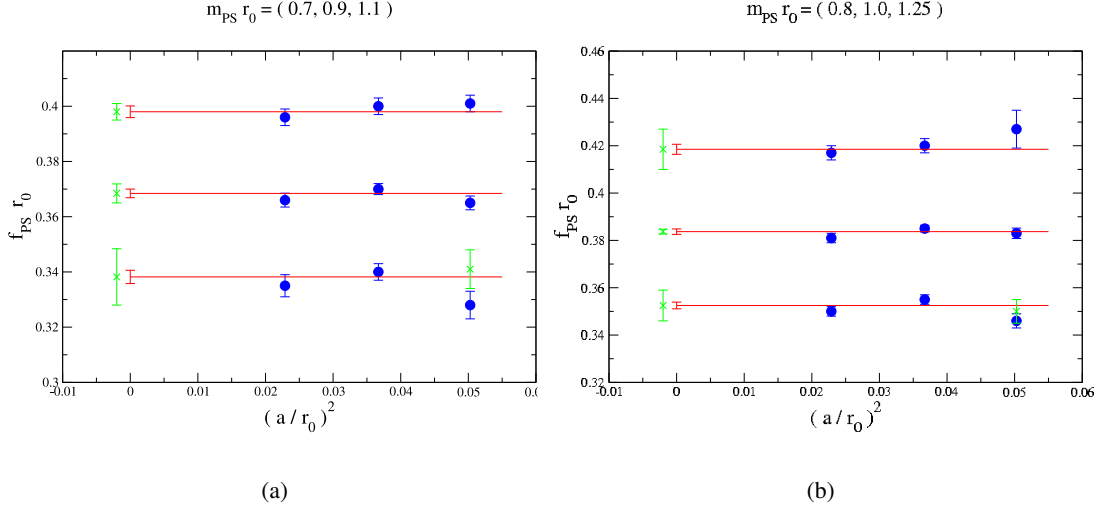 m_PS r_0 = ( 0.7, 0.9, 1.1 )
0.4
0.38
0.36
0.34
0.32
0.3
f_PS r_0
-0.01 0 0.01 0.02 0.03 0.04 0.05
( a / r_0 )^2
(a)
m_PS r_0 = ( 0.8, 1.0, 1.25 )
0.46
0.44
0.42
0.4
0.38
0.36
0.34
0.32
f_PS r_0
-0.01 0 0.01 0.02 0.03 0.04 0.05 0.06
( a / r_0 )^2
(b)